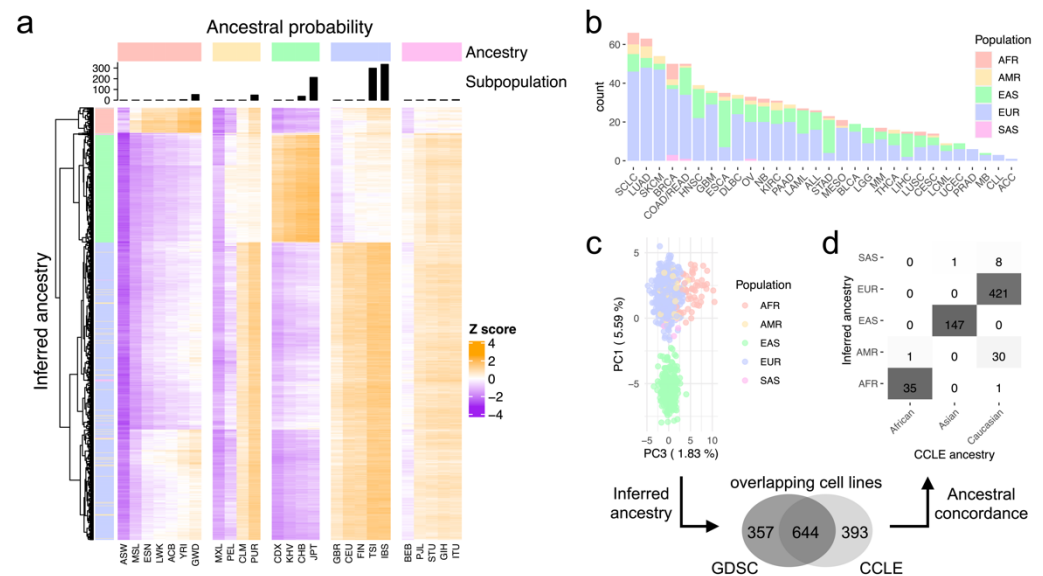 a
Ancestral probability
Ancestry
Subpopulation
300
200
100
0
Inferred ancestry
Z score
4
2
0
−2
−4
ASW MSL ESN LWK ACB YRI GWD MXL PEL CLM PUR CDX KHV CHB JPT GBR CEU FIN TSI IBS BEB PJL STU GIH ITU
b
count
60
40
20
0
Population
AFR
AMR
EAS
EUR
SAS
SCLC LUAD SKCM BRCA COAD/READ HNSC GBM ESCA DLBC OV NB KIRC PAAD LAML ALL STAD MESO BLCA LGG MM THCA LIHC LUSC CESC LCML UCEC PRAD MB CLL ACC
c
PC1 ( 5.59 %)
5
0
−5
−5 0 5 10
PC3 ( 1.83 %)
Population
AFR
AMR
EAS
EUR
SAS
d
Inferred ancestry
SAS 0 1 8
EUR 0 0 421
EAS 0 147 0
AMR 1 0 30
AFR 35 0 1
African Asian Caucasian
CCLE ancestry
Inferred
ancestry
overlapping cell lines
357 644 393
GDSC CCLE
Ancestral
concordance